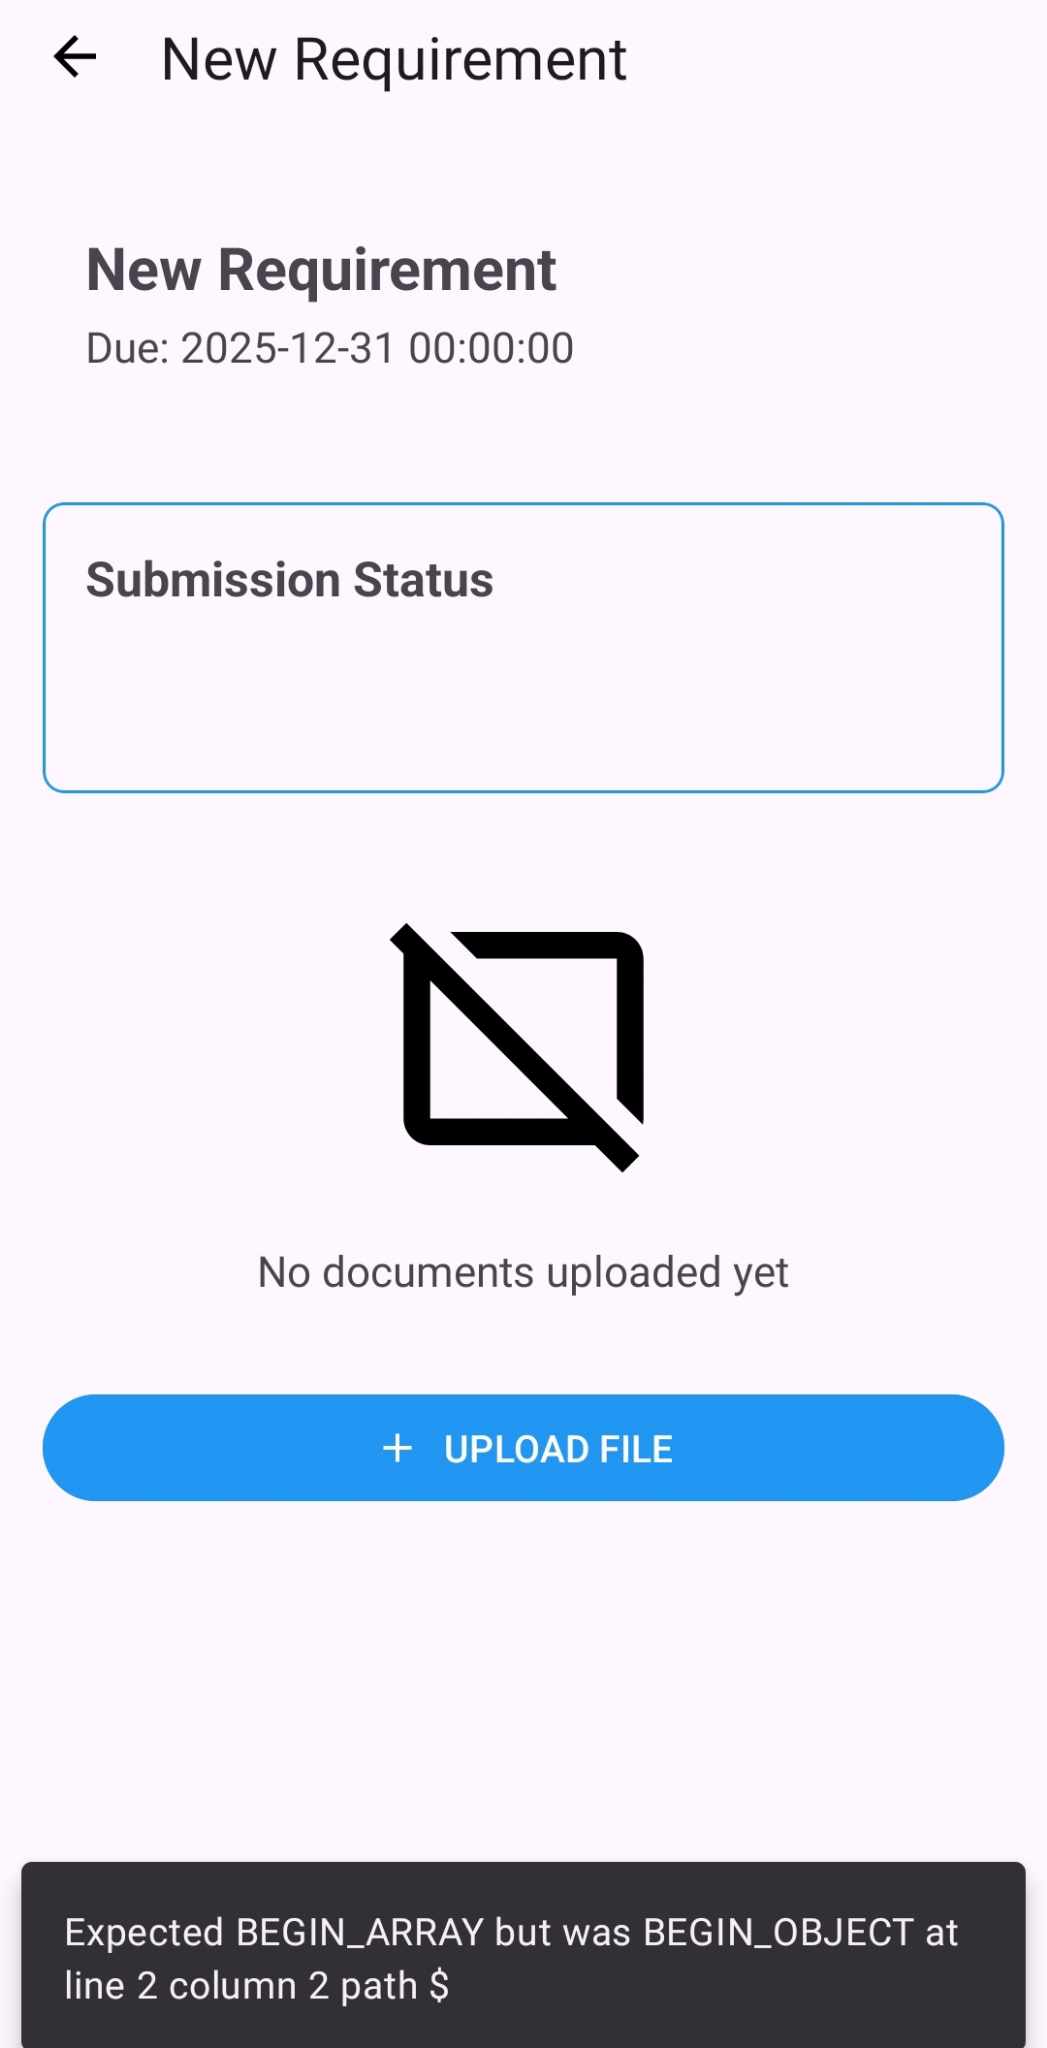 New Requirement
New Requirement
Due: 2025-12-31 00:00:00
Submission Status
No documents uploaded yet
+ UPLOAD FILE
Expected BEGIN_ARRAY but was BEGIN_OBJECT at
line 2 column 2 path $